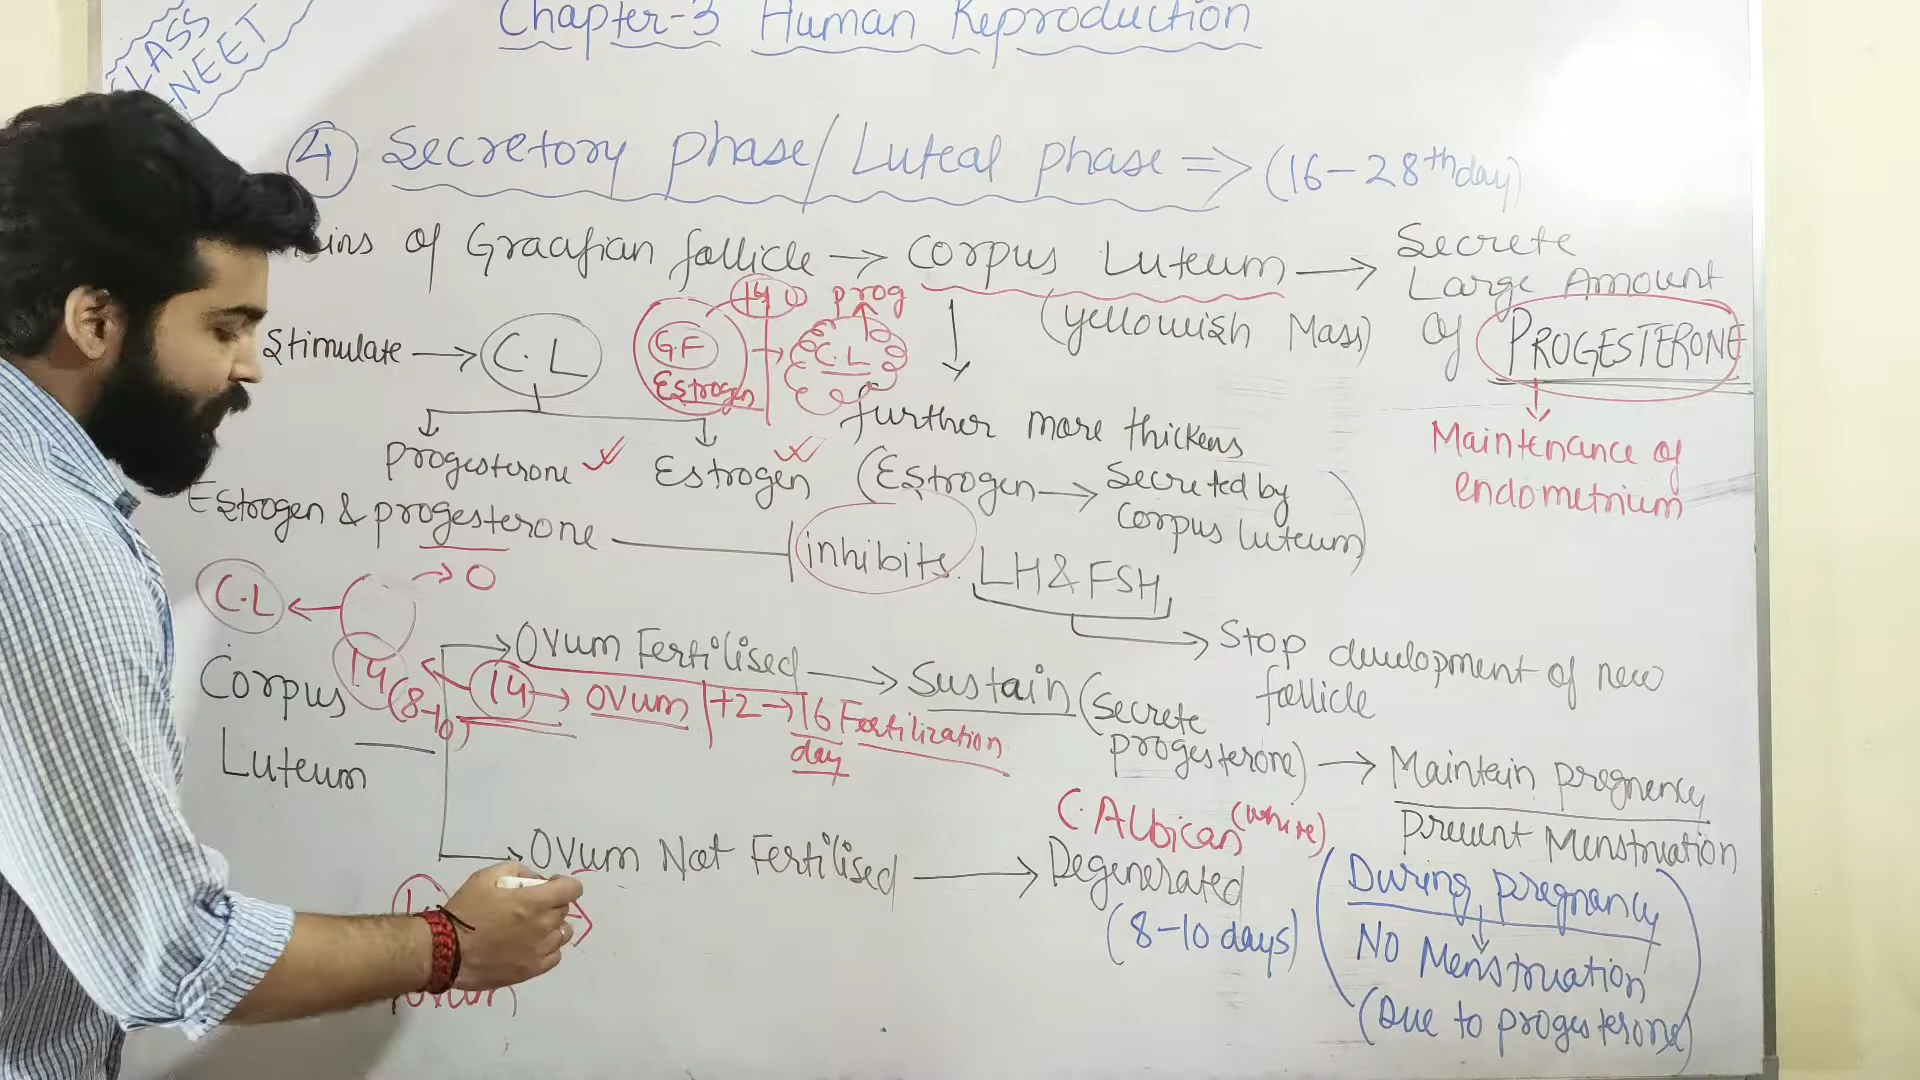 Chapter-3 Human Reproduction
CLASS
NEET
④ Secretory phase/Luteal phase => (16-28th day)
of Graafian follicle → Corpus Luteum → Secrete
Large Amount
of PROGESTERONE
(yellowish Mass)
14 prog
G.F
Estrogen
C.L
Stimulate → C.L
Maintenance of
endometrium
further more thickens
(Estrogen → Secreted by
Corpus luteum)
Progesterone Estrogen
Estrogen & progesterone inhibits LH & FSH
→ Stop development of new
follicle
C.L ← → O
Corpus
Luteum
14 (8-10)
→ Ovum Fertilised → Sustain (Secrete
progesterone) → Maintain pregnency
Prevent Menstruation
14 → ovum +2 → 16 Fertilization
day
→ Ovum Not Fertilised → Degenerated
(8-10 days)
C.Albican (white)
ovum
(During pregnancy
↓
NO Menstruation
(Due to progesterone)